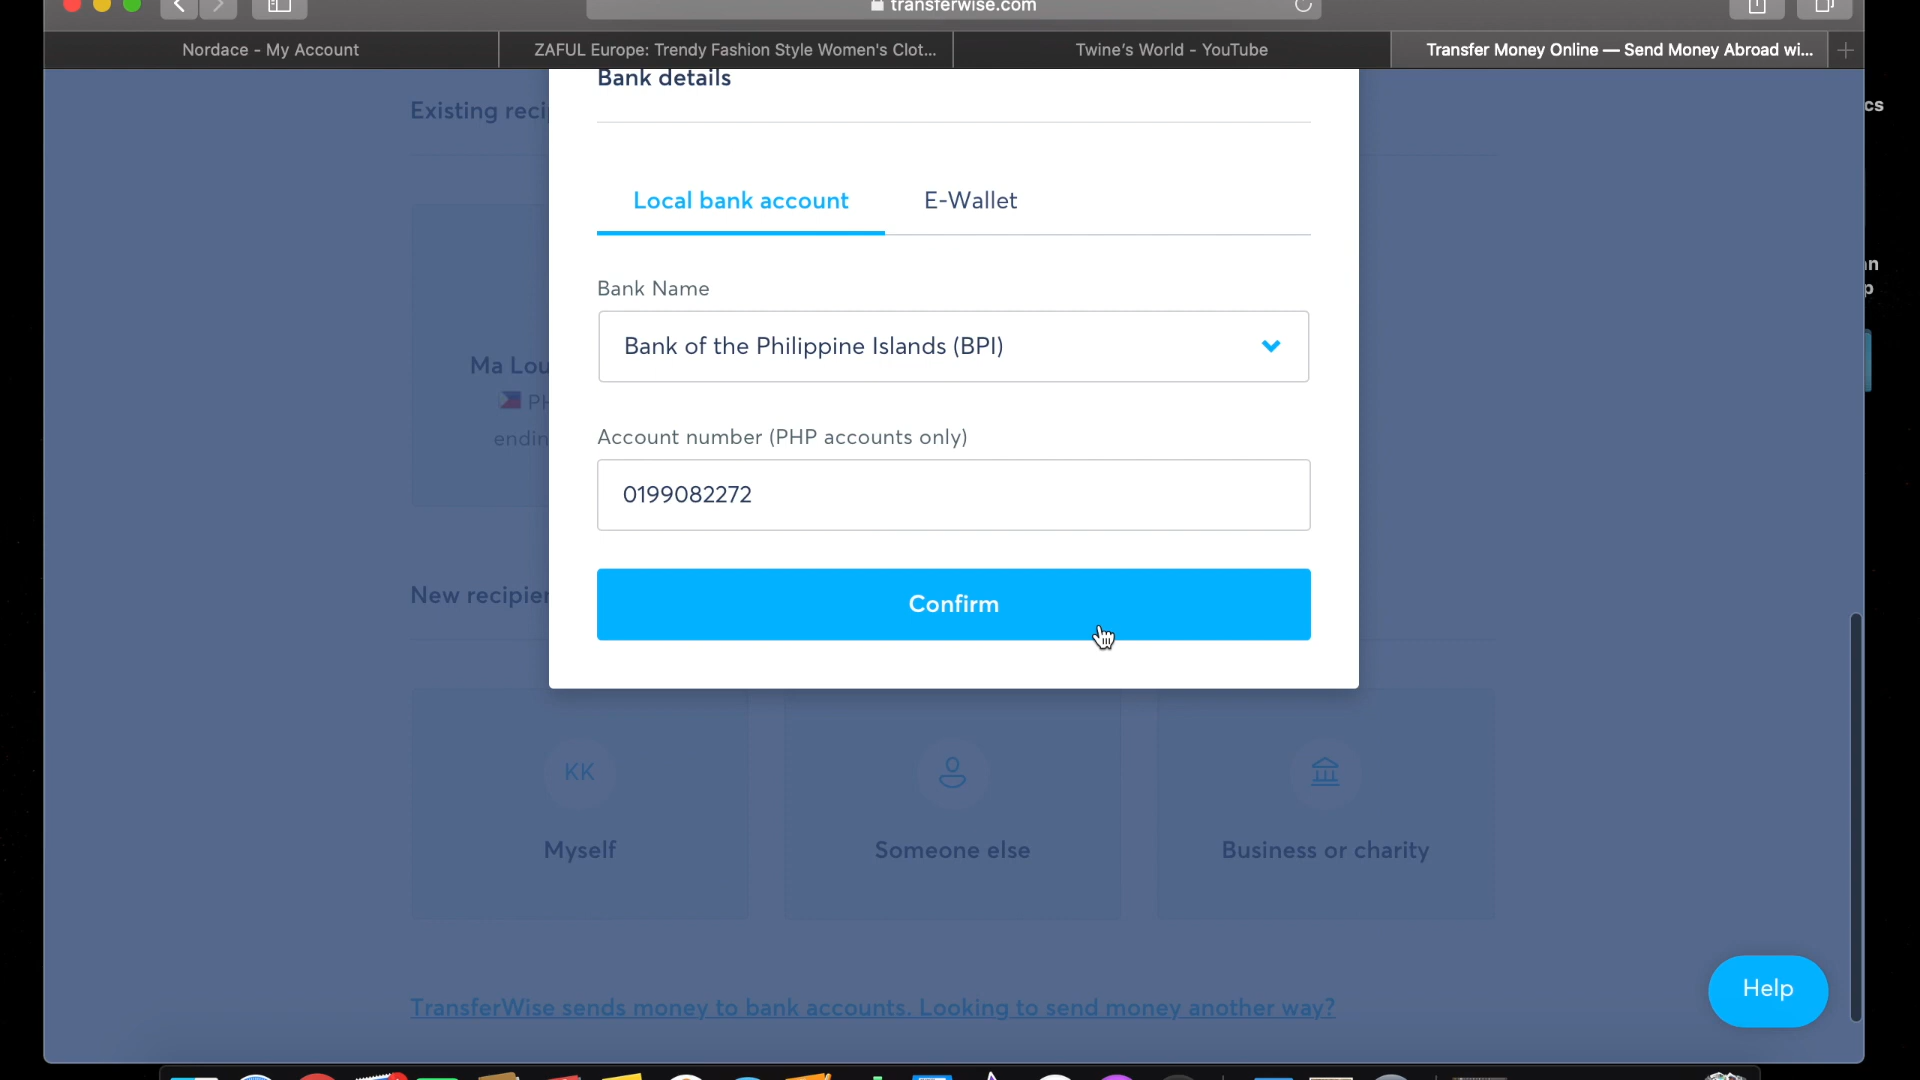 transferwise.com
Nordace - My Account
ZAFUL Europe: Trendy Fashion Style Women's Clot...
Twine's World - YouTube
Transfer Money Online — Send Money Abroad wi...
Bank details
Existing
Local bank account
E-Wallet
Bank Name
Bank of the Philippine Islands (BPI)
Ma
Account number (PHP accounts only)
0199082272
Confirm
New
KK
Myself
Someone else
Business or charity
Help
TransferWise sends money to bank accounts. Looking to send money another way?